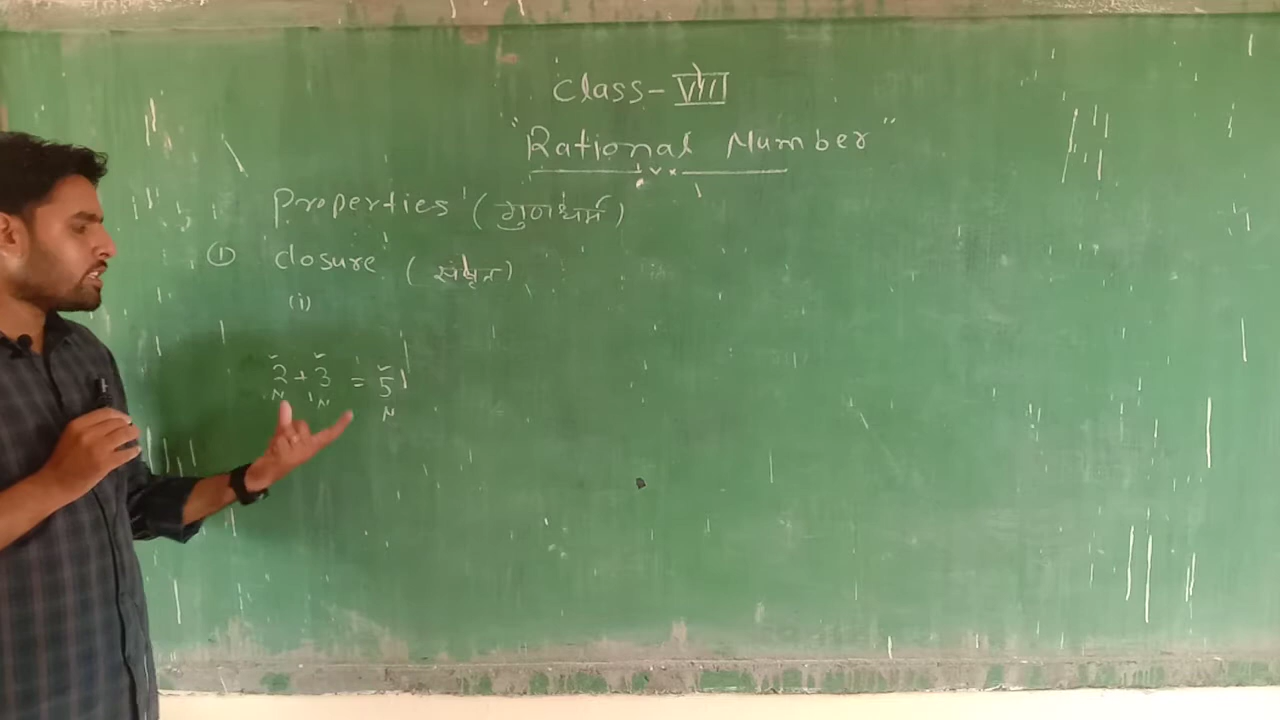 Class-VIII
"Rational Number"
Properties (गुणधर्म)
① closure (संवृत)
(i)
2+3 = 5
N N N